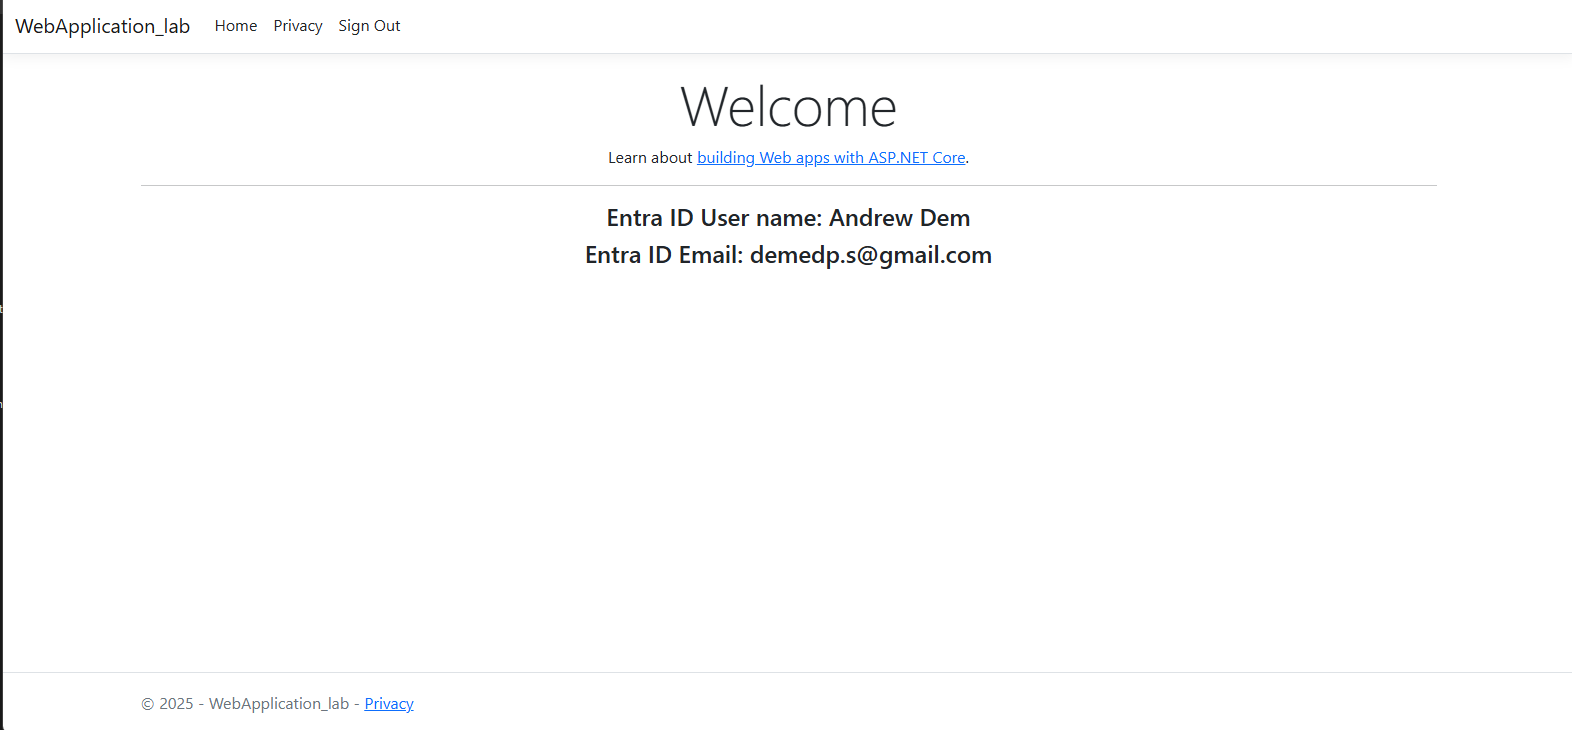 WebApplication_lab Home Privacy Sign Out
Welcome
Learn about building Web apps with ASP.NET Core.
Entra ID User name: Andrew Dem
Entra ID Email: demedp.s@gmail.com
© 2025 - WebApplication_lab - Privacy